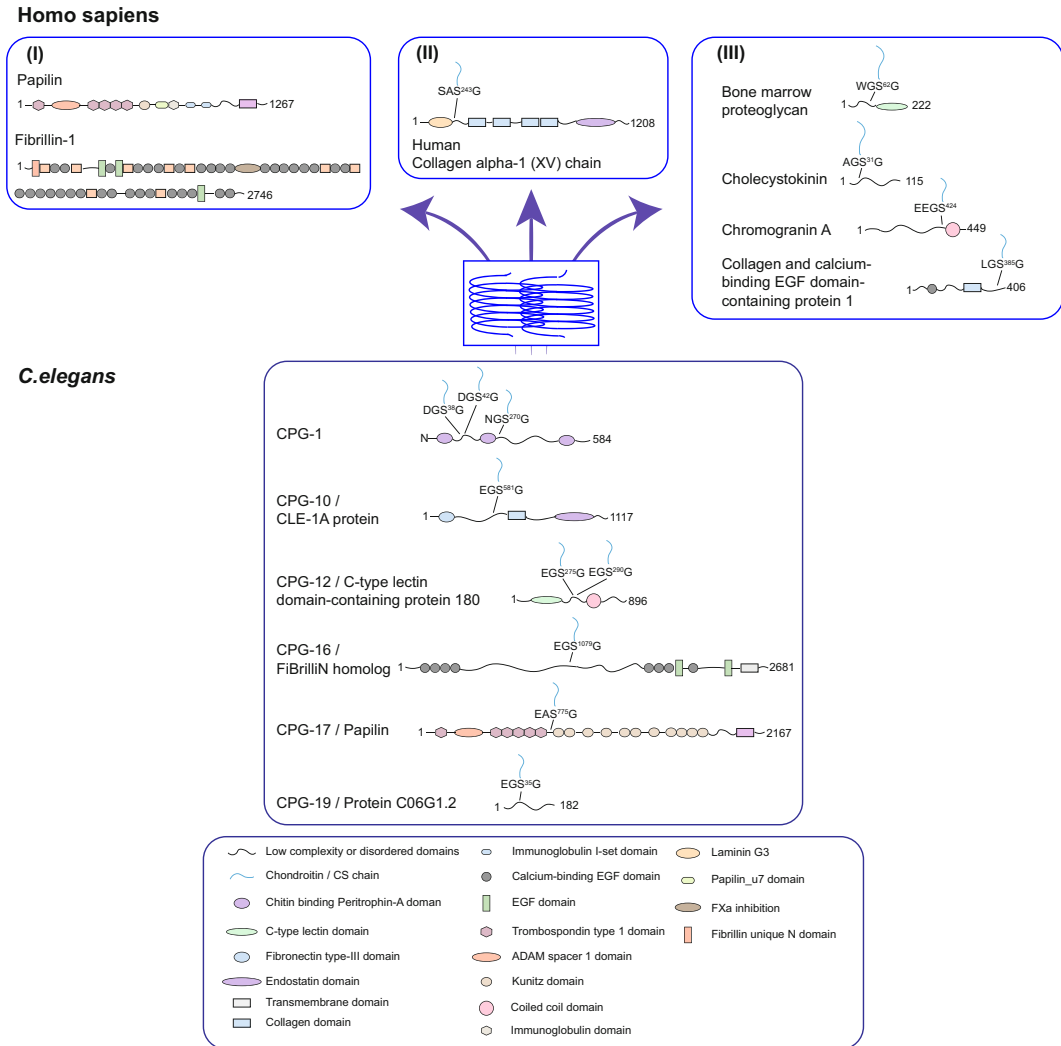 Homo sapiens
(I)
Papilin
1
1267
Fibrillin-1
1
2746
(II)
SAS²⁴³G
1
1208
Human
Collagen alpha-1 (XV) chain
(III)
WGS⁶²G
Bone marrow
proteoglycan
1
222
AGS³¹G
Cholecystokinin
1
115
EEGS⁴²⁴
Chromogranin A
1
449
LGS³⁸⁵G
Collagen and calcium-
binding EGF domain-
containing protein 1
1
406
C.elegans
DGS³⁸G
DGS⁴²G
NGS²⁷⁰G
CPG-1
N
584
EGS⁵⁸¹G
CPG-10 /
CLE-1A protein
1
1117
EGS²⁷⁵G
EGS²⁹⁰G
CPG-12 / C-type lectin
domain-containing protein 180
1
896
EGS¹⁰⁷⁹G
CPG-16 /
FiBrilliN homolog
1
2681
EAS⁷⁷⁵G
CPG-17 / Papilin
1
2167
EGS³⁵G
CPG-19 / Protein C06G1.2
1
182
Low complexity or disordered domains
Chondroitin / CS chain
Chitin binding Peritrophin-A doman
C-type lectin domain
Fibronectin type-III domain
Endostatin domain
Transmembrane domain
Collagen domain
Immunoglobulin I-set domain
Calcium-binding EGF domain
EGF domain
Trombospondin type 1 domain
ADAM spacer 1 domain
Kunitz domain
Coiled coil domain
Immunoglobulin domain
Laminin G3
Papilin_u7 domain
FXa inhibition
Fibrillin unique N domain